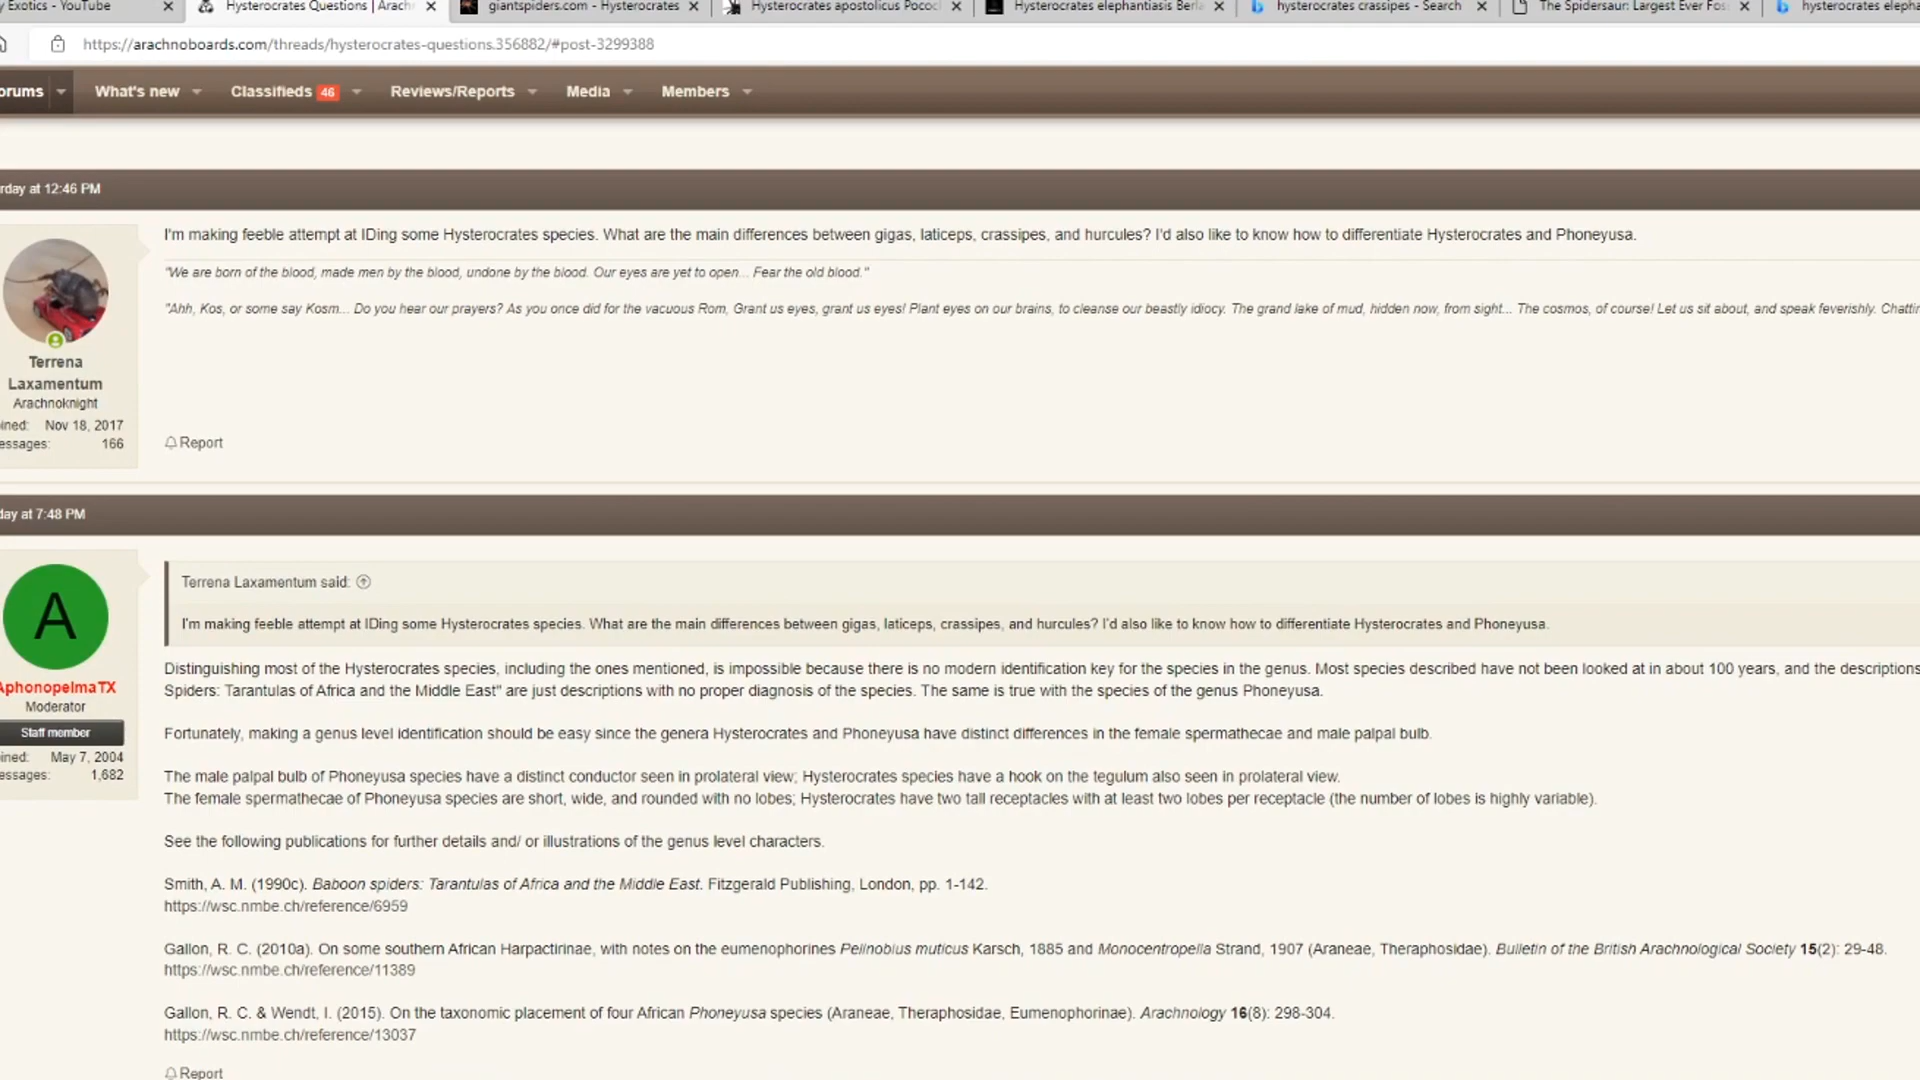 Exotics - YouTube
Hysterocrates Questions | Arach
giantspiders.com - Hysterocrates
Hysterocrates apostolicus Pococ
Hysterocrates elephantiasis Berla
hysterocrates crassipes - Search
The Spidersaur: Largest Ever Fos
hysterocrates eleph
https://arachnoboards.com/threads/hysterocrates-questions.356882/#post-3299388
orums
What's new
Classifieds 46
Reviews/Reports
Media
Members
rday at 12:46 PM
I'm making feeble attempt at IDing some Hysterocrates species. What are the main differences between gigas, laticeps, crassipes, and hurcules? I'd also like to know how to differentiate Hysterocrates and Phoneyusa.
"We are born of the blood, made men by the blood, undone by the blood. Our eyes are yet to open... Fear the old blood."
"Ahh, Kos, or some say Kosm... Do you hear our prayers? As you once did for the vacuous Rom, Grant us eyes, grant us eyes! Plant eyes on our brains, to cleanse our beastly idiocy. The grand lake of mud, hidden now, from sight... The cosmos, of course! Let us sit about, and speak feverishly. Chattin
Terrena
Laxamentum
Arachnoknight
ined: Nov 18, 2017
essages: 166
Report
day at 7:48 PM
A
AphonopelmaTX
Moderator
Staff member
ined: May 7, 2004
essages: 1,682
Terrena Laxamentum said:
I'm making feeble attempt at IDing some Hysterocrates species. What are the main differences between gigas, laticeps, crassipes, and hurcules? I'd also like to know how to differentiate Hysterocrates and Phoneyusa.
Distinguishing most of the Hysterocrates species, including the ones mentioned, is impossible because there is no modern identification key for the species in the genus. Most species described have not been looked at in about 100 years, and the descriptions
Spiders: Tarantulas of Africa and the Middle East" are just descriptions with no proper diagnosis of the species. The same is true with the species of the genus Phoneyusa.
Fortunately, making a genus level identification should be easy since the genera Hysterocrates and Phoneyusa have distinct differences in the female spermathecae and male palpal bulb.
The male palpal bulb of Phoneyusa species have a distinct conductor seen in prolateral view; Hysterocrates species have a hook on the tegulum also seen in prolateral view.
The female spermathecae of Phoneyusa species are short, wide, and rounded with no lobes; Hysterocrates have two tall receptacles with at least two lobes per receptacle (the number of lobes is highly variable).
See the following publications for further details and/ or illustrations of the genus level characters.
Smith, A. M. (1990c). Baboon spiders: Tarantulas of Africa and the Middle East. Fitzgerald Publishing, London, pp. 1-142.
https://wsc.nmbe.ch/reference/6959
Gallon, R. C. (2010a). On some southern African Harpactirinae, with notes on the eumenophorines Pelinobius muticus Karsch, 1885 and Monocentropella Strand, 1907 (Araneae, Theraphosidae). Bulletin of the British Arachnological Society 15(2): 29-48.
https://wsc.nmbe.ch/reference/11389
Gallon, R. C. & Wendt, I. (2015). On the taxonomic placement of four African Phoneyusa species (Araneae, Theraphosidae, Eumenophorinae). Arachnology 16(8): 298-304.
https://wsc.nmbe.ch/reference/13037
Report